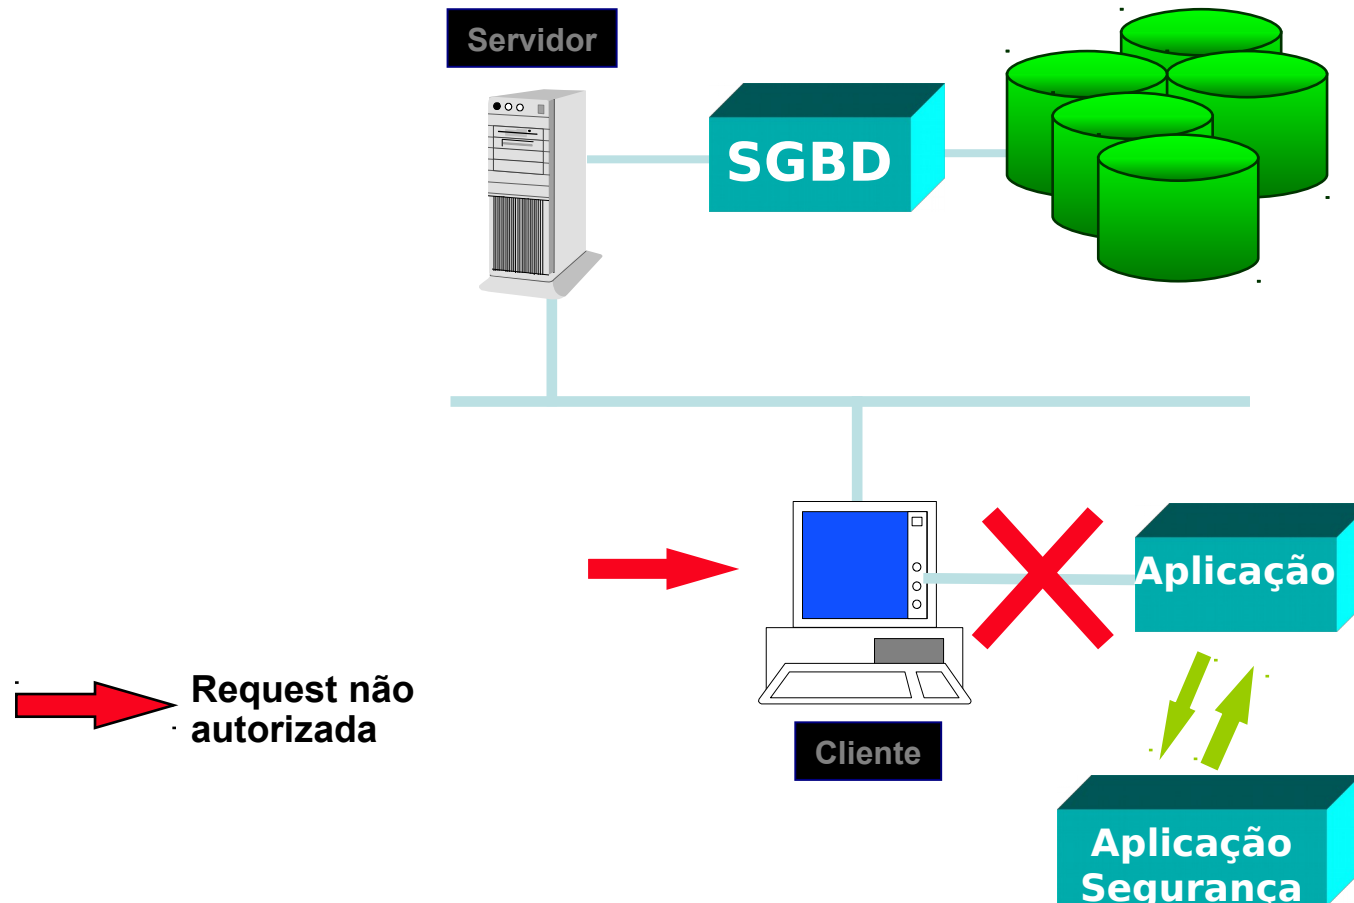 Servidor
SGBD
Aplicação
Request não
autorizada
Cliente
Aplicação
Segurança